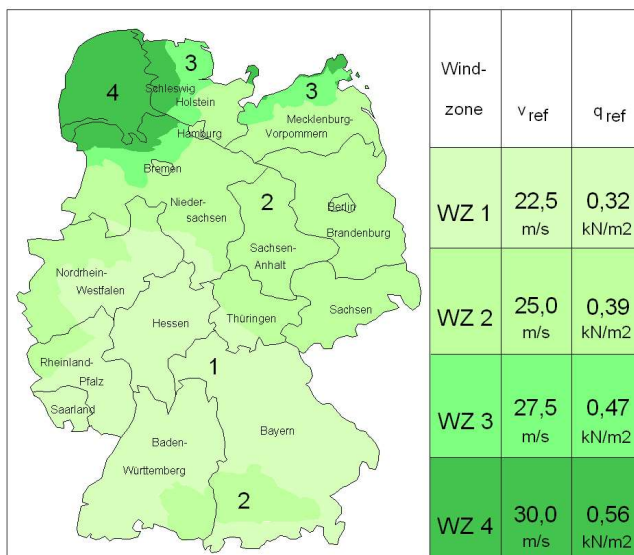 4
3
Schleswig
Holstein
3
Mecklenburg-
Vorpommern
Hamburg
Bremen
Nieder-
sachsen
2
Berlin
Brandenburg
Sachsen-
Anhalt
Nordrhein-
Westfalen
Hessen
Thüringen
Sachsen
Rheinland-
Pfalz
1
Saarland
Baden-
Württemberg
Bayern
2
Wind-
zone
v ref
q ref
WZ 1
22,5
m/s
0,32
kN/m2
WZ 2
25,0
m/s
0,39
kN/m2
WZ 3
27,5
m/s
0,47
kN/m2
WZ 4
30,0
m/s
0,56
kN/m2